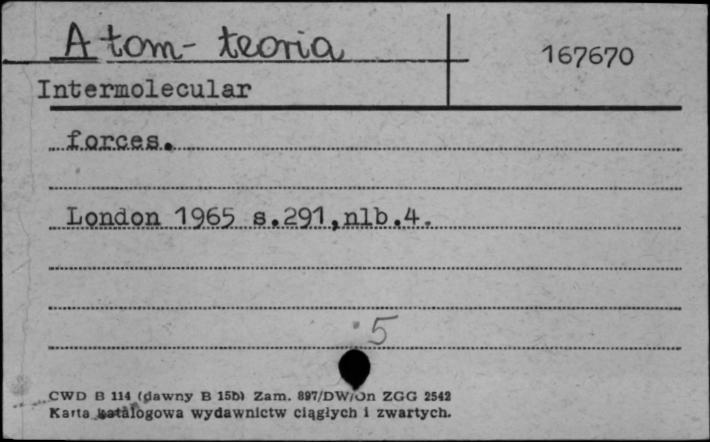 Atom- teoria
167670
Intermolecular
forces.
London 1965 s.291,nlb.4.
5
CWD B 114 (dawny B 15b) Zam. 897/DW/On ZGG 2542
Karta katalogowa wydawnictw ciągłych i zwartych.